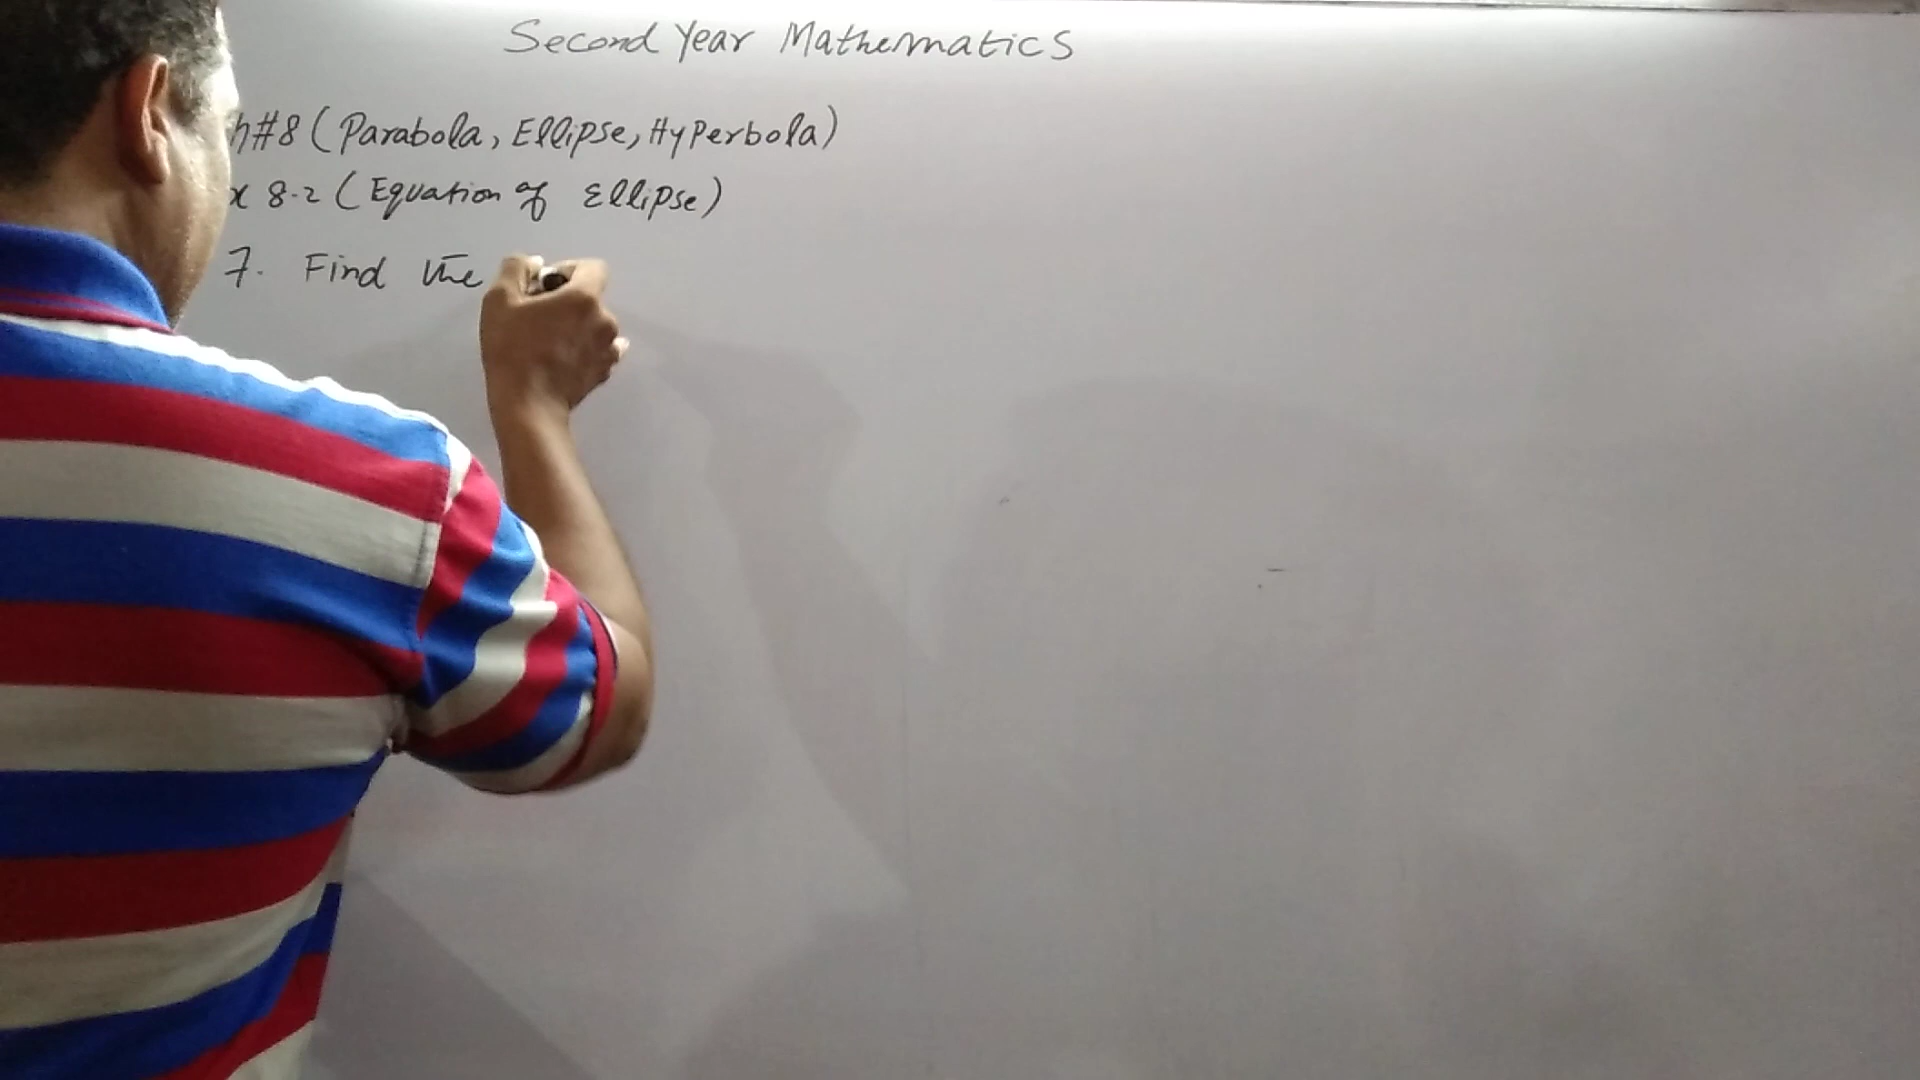 Second Year Mathematics
h#8 (Parabola, Ellipse, Hyperbola)
x 8.2 (Equation of Ellipse)
7. Find the